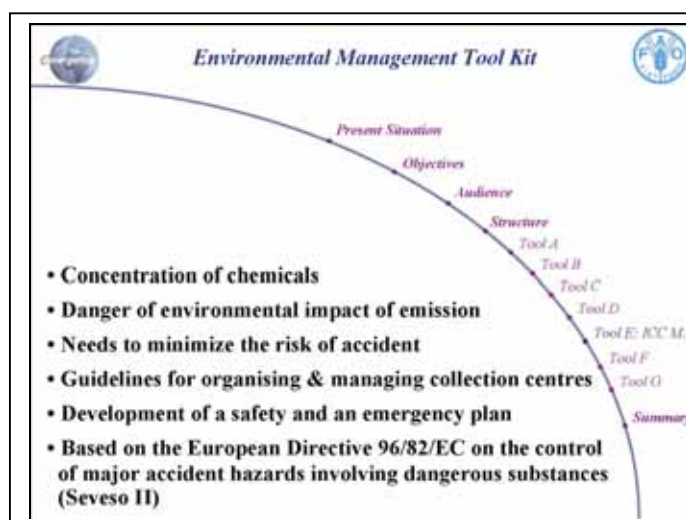 Environmental Management Tool Kit
Present Situation
Objectives
Audience
Structure
Tool A
Tool B
Tool C
Tool D
Tool E: ICC M
Tool F
Tool G
Summary
• Concentration of chemicals
• Danger of environmental impact of emission
• Needs to minimize the risk of accident
• Guidelines for organising & managing collection centres
• Development of a safety and an emergency plan
• Based on the European Directive 96/82/EC on the control
of major accident hazards involving dangerous substances
(Seveso II)